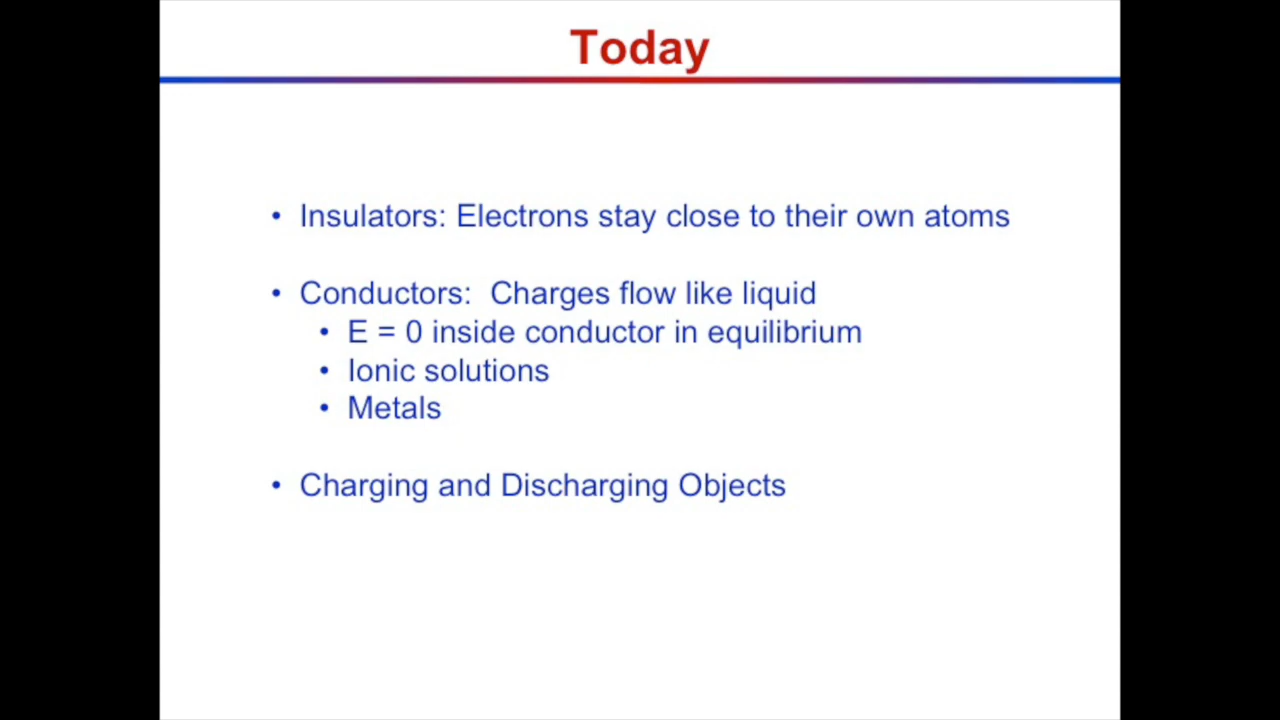 Today
• Insulators: Electrons stay close to their own atoms
• Conductors:  Charges flow like liquid
• E = 0 inside conductor in equilibrium
• Ionic solutions
• Metals
• Charging and Discharging Objects